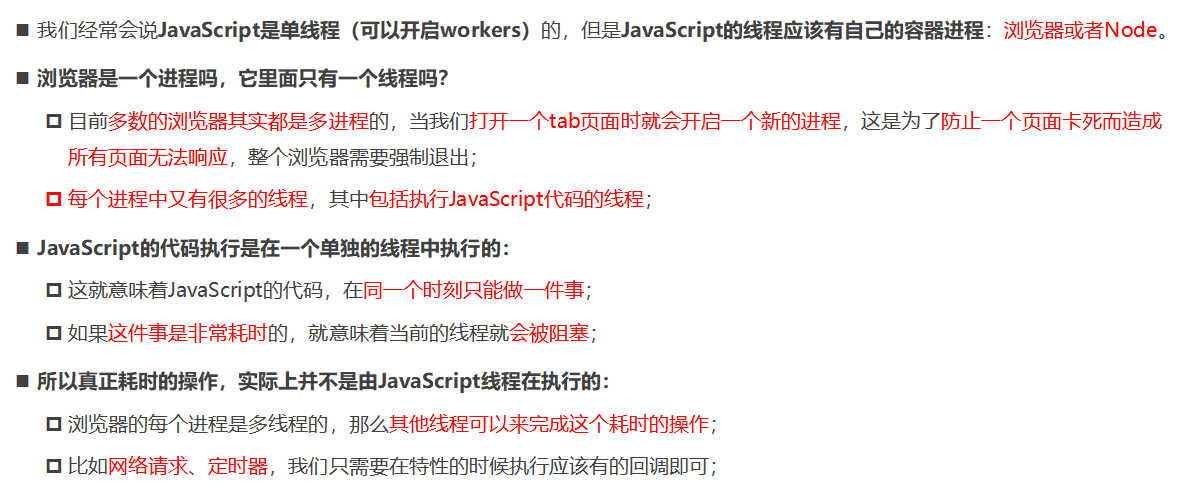 我们经常会说JavaScript是单线程（可以开启workers）的，但是JavaScript的线程应该有自己的容器进程：浏览器或者Node。
浏览器是一个进程吗，它里面只有一个线程吗？
目前多数的浏览器其实都是多进程的，当我们打开一个tab页面时就会开启一个新的进程，这是为了防止一个页面卡死而造成
所有页面无法响应，整个浏览器需要强制退出；
每个进程中又有很多的线程，其中包括执行JavaScript代码的线程；
JavaScript的代码执行是在一个单独的线程中执行的：
这就意味着JavaScript的代码，在同一个时刻只能做一件事；
如果这件事是非常耗时的，就意味着当前的线程就会被阻塞；
所以真正耗时的操作，实际上并不是由JavaScript线程在执行的：
浏览器的每个进程是多线程的，那么其他线程可以来完成这个耗时的操作；
比如网络请求、定时器，我们只需要在特性的时候执行应该有的回调即可；